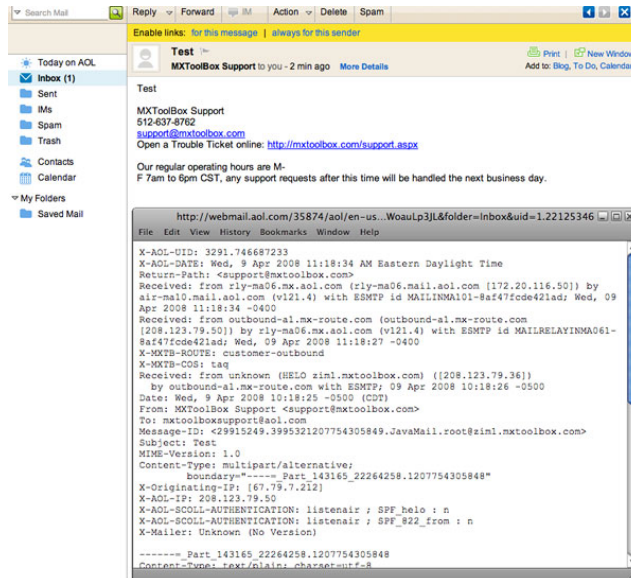 Search Mail
Reply Forward IM Action Delete Spam
Enable links: for this message | always for this sender
Test
MXToolBox Support to you - 2 min ago More Details
Print | New Window
Add to: Blog, To Do, Calendar
Today on AOL
Inbox (1)
Sent
IMs
Spam
Trash
Contacts
Calendar
My Folders
Saved Mail
Test
MXToolBox Support
512-637-8762
support@mxtoolbox.com
Open a Trouble Ticket online: http://mxtoolbox.com/support.aspx
Our regular operating hours are M-
F 7am to 6pm CST, any support requests after this time will be handled the next business day.
http://webmail.aol.com/35874/aol/en-us...WoauLp3JL&folder=Inbox&uid=1.22125346
File Edit View History Bookmarks Window Help
X-AOL-UID: 3291.746687233
X-AOL-DATE: Wed, 9 Apr 2008 11:18:34 AM Eastern Daylight Time
Return-Path: <support@mxtoolbox.com>
Received: from rly-ma06.mx.aol.com (rly-ma06.mail.aol.com [172.20.116.50]) by
air-ma10.mail.aol.com (v121.4) with ESMTP id MAILINMA101-8af47fcde421ad; Wed, 09
Apr 2008 11:18:34 -0400
Received: from outbound-a1.mx-route.com (outbound-a1.mx-route.com
[208.123.79.50]) by rly-ma06.mx.aol.com (v121.4) with ESMTP id MAILRELAYINMA061-
8af47fcde421ad; Wed, 09 Apr 2008 11:18:27 -0400
X-MXTB-ROUTE: customer-outbound
X-MXTB-COS: taq
Received: from unknown (HELO zim1.mxtoolbox.com) ([208.123.79.36])
by outbound-a1.mx-route.com with ESMTP; 09 Apr 2008 10:18:26 -0500
Date: Wed, 9 Apr 2008 10:18:25 -0500 (CDT)
From: MXToolBox Support <support@mxtoolbox.com>
To: mxtoolboxsupport@aol.com
Message-ID: <29915249.3995321207754305849.JavaMail.root@zim1.mxtoolbox.com>
Subject: Test
MIME-Version: 1.0
Content-Type: multipart/alternative;
boundary="----=_Part_143165_22264258.1207754305848"
X-Originating-IP: [67.79.7.212]
X-AOL-IP: 208.123.79.50
X-AOL-SCOLL-AUTHENTICATION: listenair ; SPF_helo : n
X-AOL-SCOLL-AUTHENTICATION: listenair ; SPF_822_from : n
X-Mailer: Unknown (No Version)
------=_Part_143165_22264258.1207754305848
Content-Type: text/plain; charset=utf-8